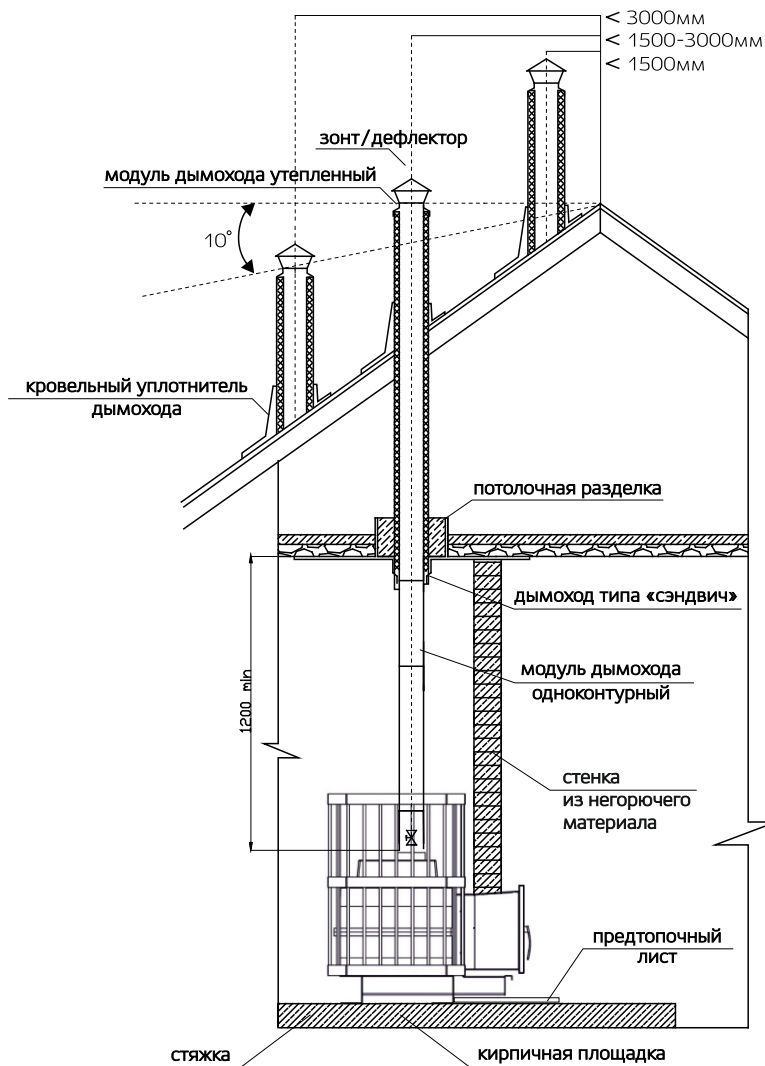 < 3000мм
< 1500-3000мм
< 1500мм
зонт/дефлектор
модуль дымохода утепленный
10°
кровельный уплотнитель
дымохода
потолочная разделка
дымоход типа «сэндвич»
модуль дымохода
одноконтурный
1200 min
стенка
из негорючего
материала
предтопочный
лист
стяжка
кирпичная площадка